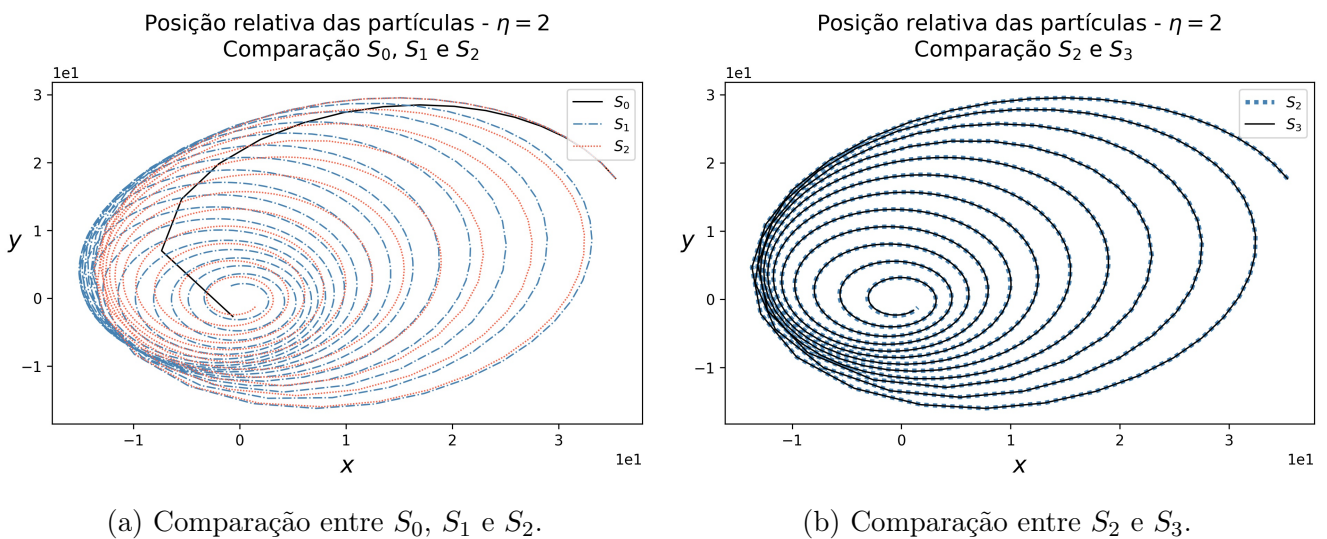 Posição relativa das partículas - η = 2
Comparação S₀, S₁ e S₂
1e1
3
2
1
0
−1
y
−1
0
1
2
3
1e1
x
S₀
S₁
S₂
(a) Comparação entre S₀, S₁ e S₂.
Posição relativa das partículas - η = 2
Comparação S₂ e S₃
1e1
3
2
1
0
−1
y
−1
0
1
2
3
1e1
x
S₂
S₃
(b) Comparação entre S₂ e S₃.